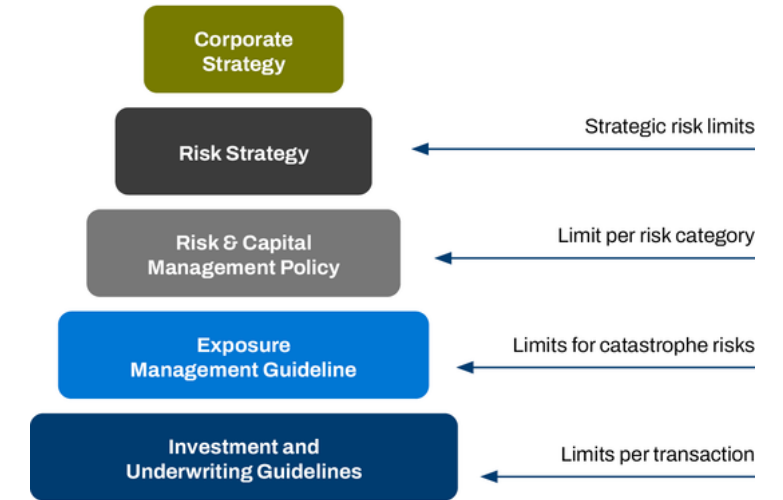 Corporate
Strategy
Risk Strategy
Strategic risk limits
Risk & Capital
Management Policy
Limit per risk category
Exposure
Management Guideline
Limits for catastrophe risks
Investment and
Underwriting Guidelines
Limits per transaction